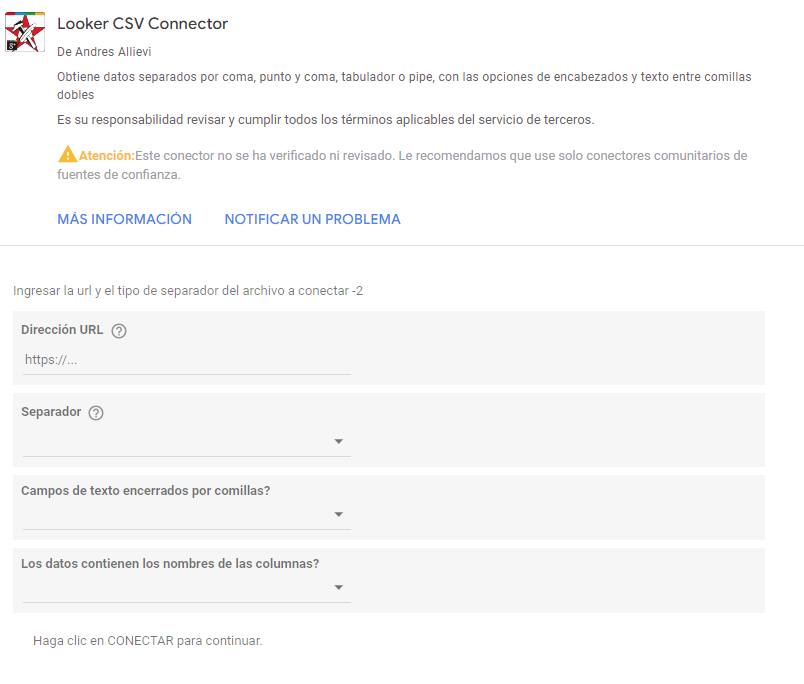 Looker CSV Connector
De Andres Allievi
Obtiene datos separados por coma, punto y coma, tabulador o pipe, con las opciones de encabezados y texto entre comillas
dobles
Es su responsabilidad revisar y cumplir todos los términos aplicables del servicio de terceros.
Atención:Este conector no se ha verificado ni revisado. Le recomendamos que use solo conectores comunitarios de
fuentes de confianza.
MÁS INFORMACIÓN NOTIFICAR UN PROBLEMA
Ingresar la url y el tipo de separador del archivo a conectar -2
Dirección URL
https://...
Separador
Campos de texto encerrados por comillas?
Los datos contienen los nombres de las columnas?
Haga clic en CONECTAR para continuar.